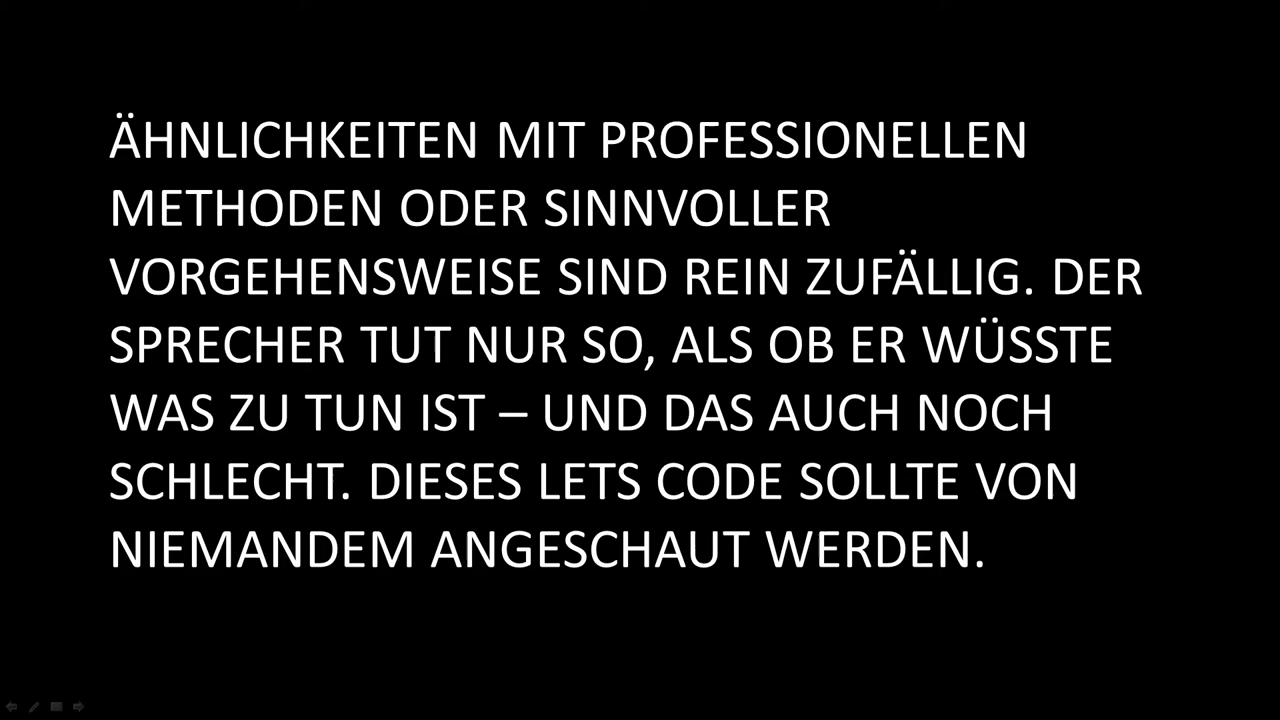 ÄHNLICHKEITEN MIT PROFESSIONELLEN
METHODEN ODER SINNVOLLER
VORGEHENSWEISE SIND REIN ZUFÄLLIG. DER
SPRECHER TUT NUR SO, ALS OB ER WÜSSTE
WAS ZU TUN IST – UND DAS AUCH NOCH
SCHLECHT. DIESES LETS CODE SOLLTE VON
NIEMANDEM ANGESCHAUT WERDEN.